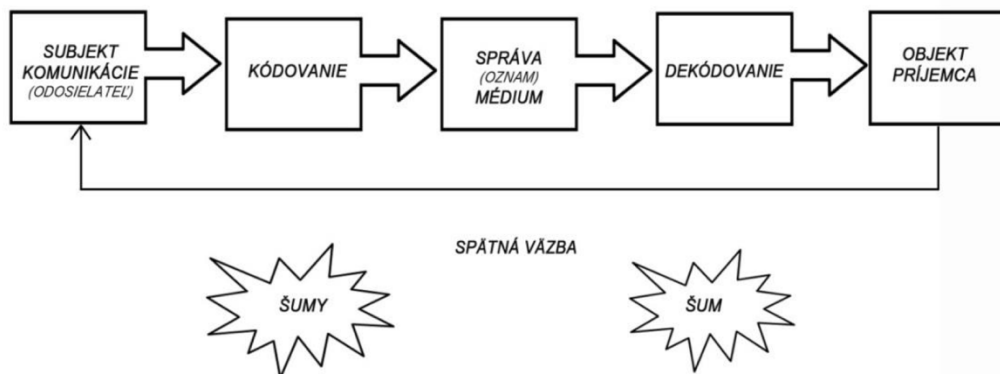 SUBJEKT
KOMUNIKÁCIE
(ODOSIELATEĽ)
KÓDOVANIE
SPRÁVA
(OZNAM)
MÉDIUM
DEKÓDOVANIE
OBJEKT
PRÍJEMCA
SPÄTNÁ VÄZBA
ŠUMY
ŠUM